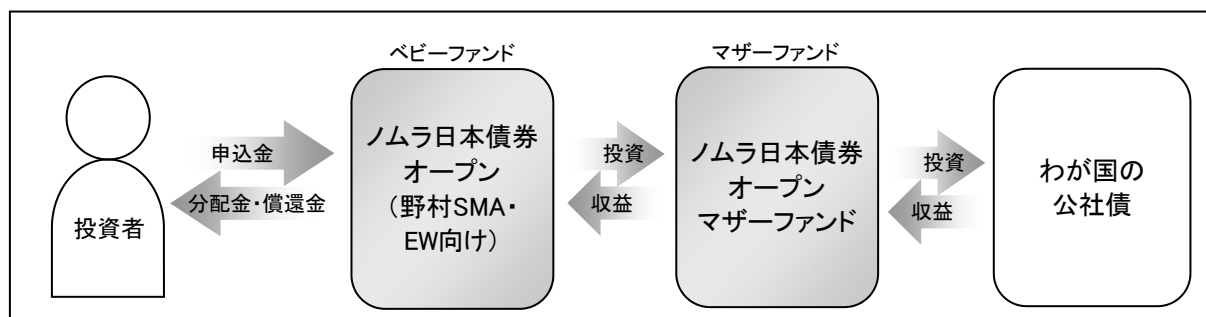 ベビーファンド
マザーファンド
投資者
申込金
分配金・償還金
ノムラ日本債券
オープン
（野村SMA・
EW向け）
投資
収益
ノムラ日本債券
オープン
マザーファンド
投資
収益
わが国の
公社債